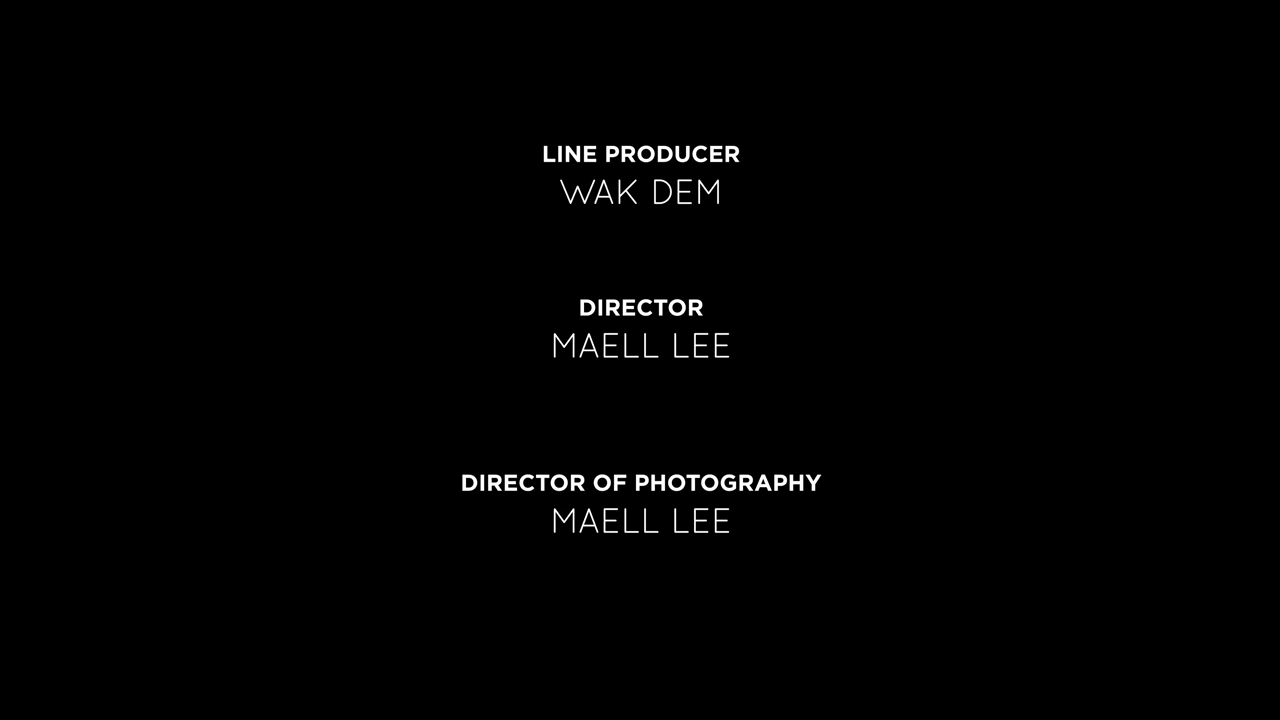 LINE PRODUCER
WAK DEM
DIRECTOR
MAELL LEE
DIRECTOR OF PHOTOGRAPHY
MAELL LEE